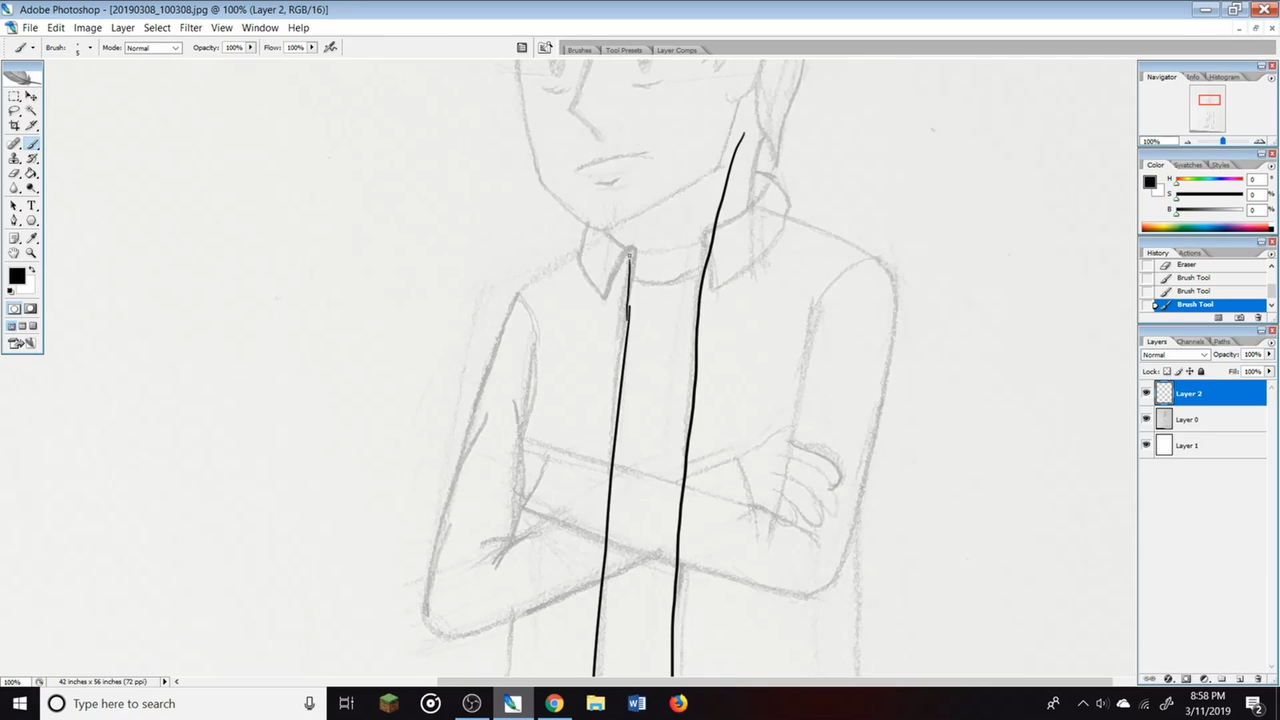 Adobe Photoshop - [20190308_100308.jpg @ 100% (Layer 2, RGB/16)]
File Edit Image Layer Select Filter View Window Help
Brush: 5 Mode: Normal Opacity: 100% Flow: 100%
Brushes Tool Presets Layer Comps
Navigator Info Histogram
100%
Color Swatches Styles
H 0 °
S 0 %
B 0 %
History Actions
Eraser
Brush Tool
Brush Tool
Brush Tool
Layers Channels Paths
Normal Opacity: 100%
Lock: Fill: 100%
Layer 2
Layer 0
Layer 1
100% 42 inches x 56 inches (72 ppi)
Type here to search
8:58 PM
3/11/2019
2